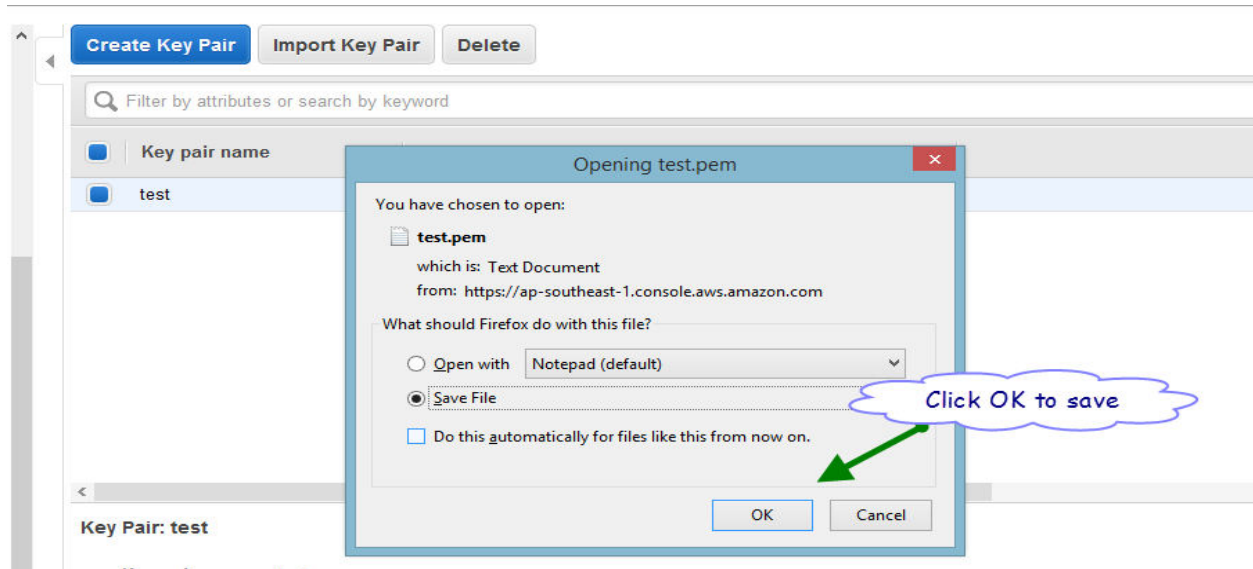 Create Key Pair Import Key Pair Delete
Filter by attributes or search by keyword
Key pair name
test
Opening test.pem
You have chosen to open:
test.pem
which is: Text Document
from: https://ap-southeast-1.console.aws.amazon.com
What should Firefox do with this file?
Open with Notepad (default)
Save File
Do this automatically for files like this from now on.
Click OK to save
OK Cancel
Key Pair: test